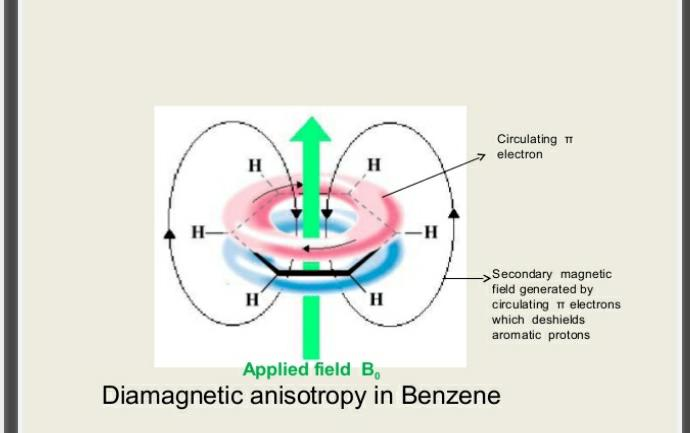 Circulating π
electron
H
H
H
H
H
H
Secondary magnetic
field generated by
circulating π electrons
which deshields
aromatic protons
Applied field B₀
Diamagnetic anisotropy in Benzene